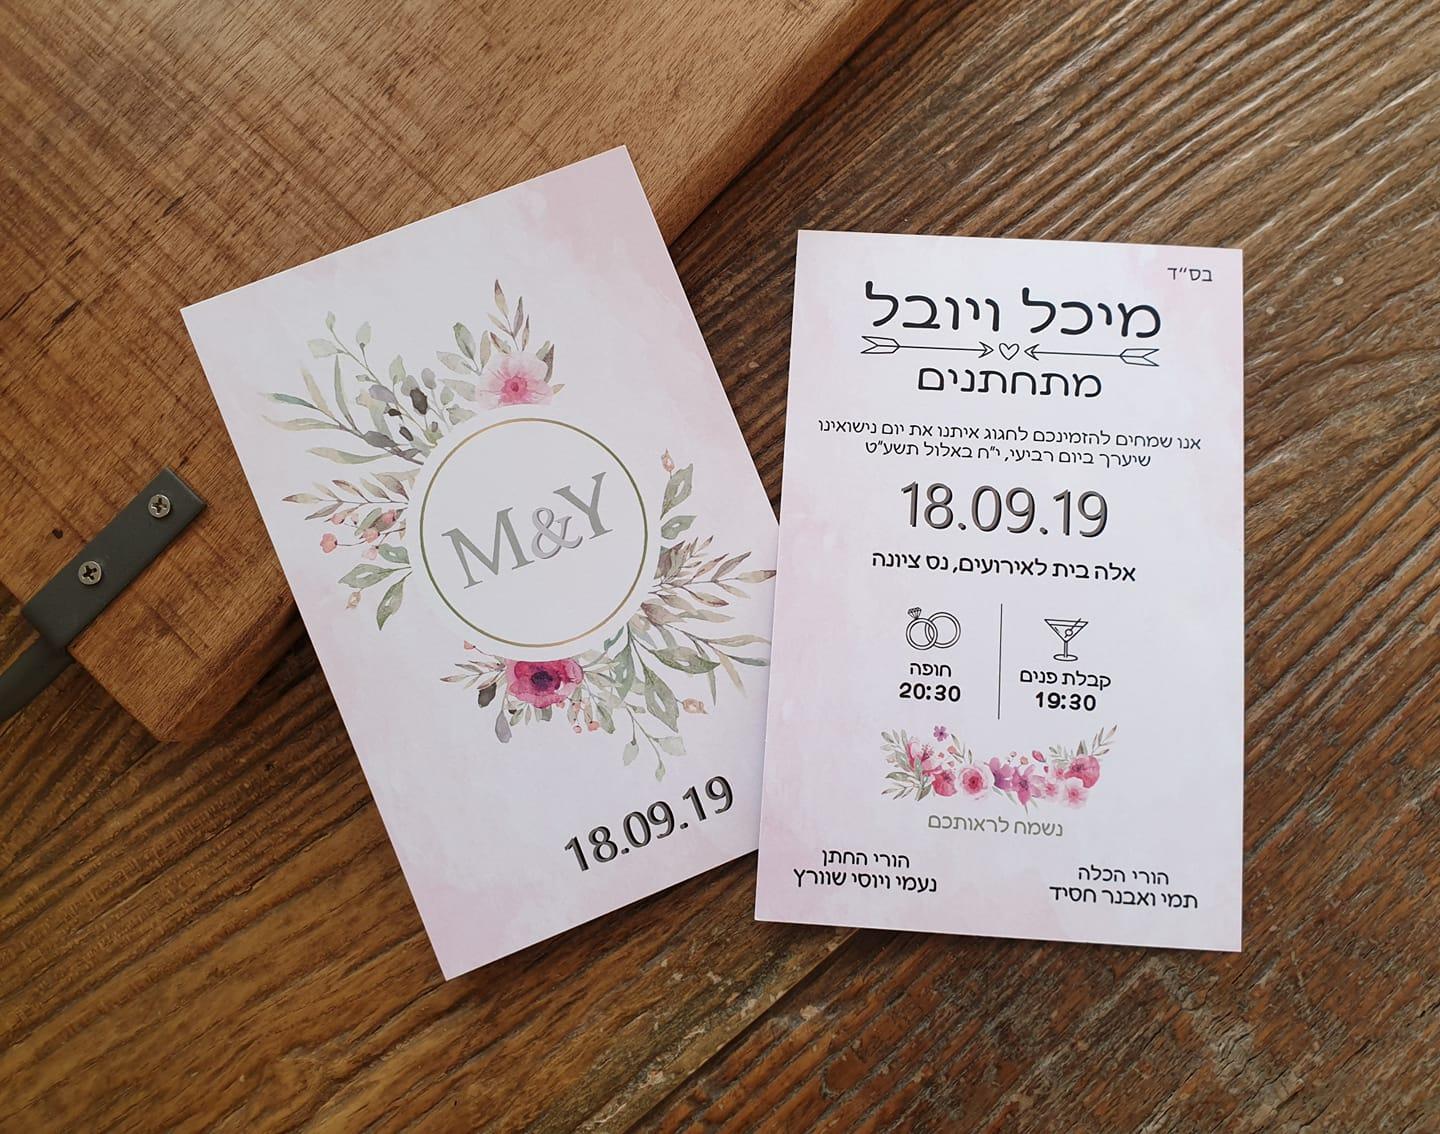 M&Y
18.09.19
בס"ד
מיכל ויובל
מתחתנים
אנו שמחים להזמינכם לחגוג איתנו את יום נישואינו
שיערך ביום רביעי, י"ח באלול תשע"ט
18.09.19
אלה בית לאירועים, נס ציונה
קבלת פנים
19:30
חופה
20:30
נשמח לראותכם
הורי הכלה
תמי ואבנר חסיד
הורי החתן
נעמי ויוסי שוורץ